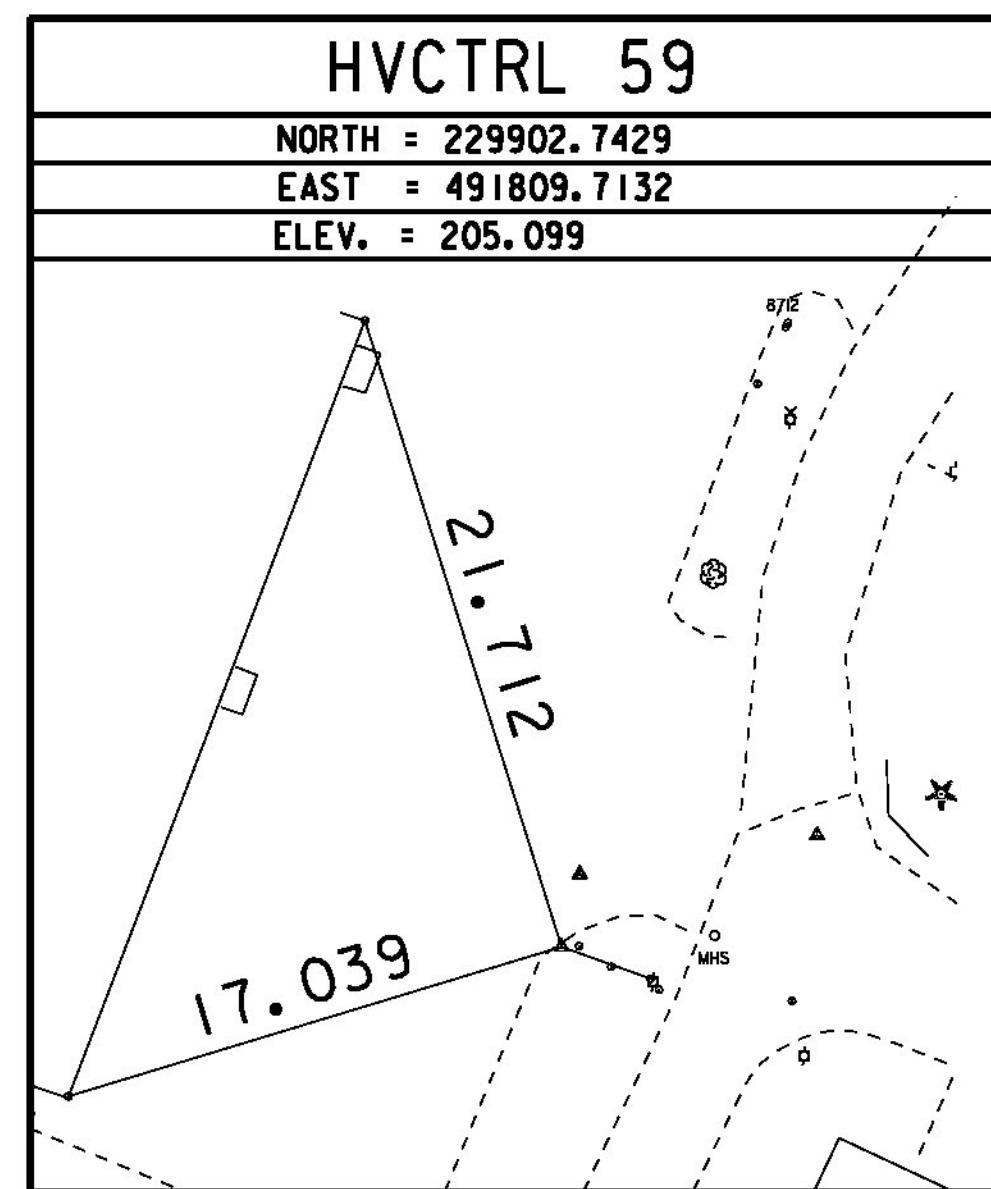 HVCTRL 59
NORTH = 229902.7429
EAST = 491809.7132
ELEV. = 205.099
8712
21.712
17.039
MHS